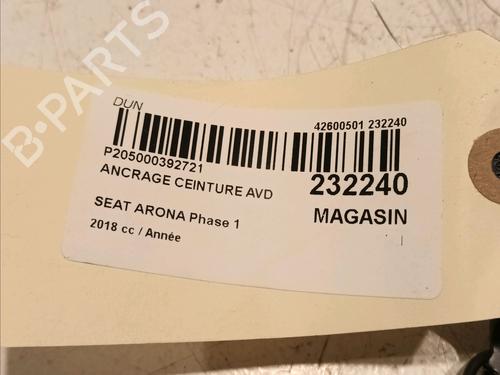 B-PARTS
DUN
42600501 232240
P205000392721
ANCRAGE CEINTURE AVD
232240
SEAT ARONA Phase 1
MAGASIN
2018 cc / Année